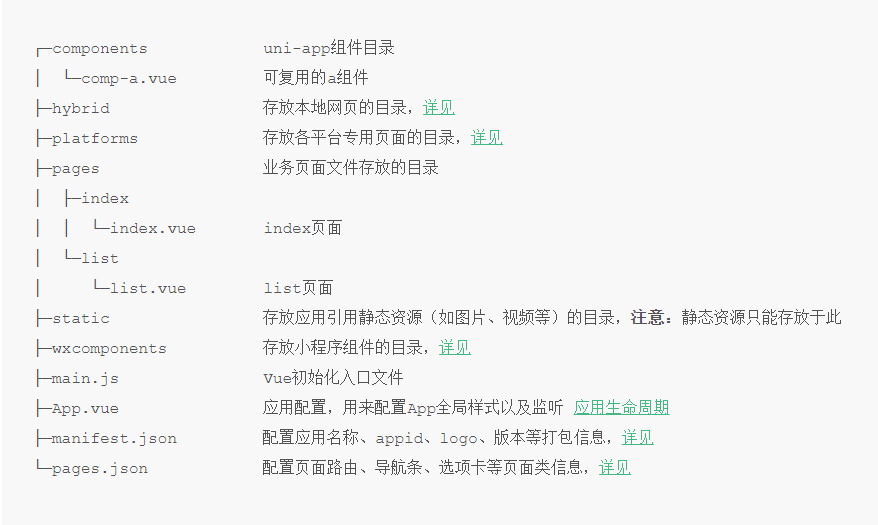 ┌─components            uni-app组件目录
│  └─comp-a.vue         可复用的a组件
├─hybrid                存放本地网页的目录，详见
├─platforms             存放各平台专用页面的目录，详见
├─pages                 业务页面文件存放的目录
│  ├─index
│  │  └─index.vue       index页面
│  └─list
│     └─list.vue        list页面
├─static                存放应用引用静态资源（如图片、视频等）的目录，注意：静态资源只能存放于此
├─wxcomponents          存放小程序组件的目录，详见
├─main.js               Vue初始化入口文件
├─App.vue               应用配置，用来配置App全局样式以及监听 应用生命周期
├─manifest.json         配置应用名称、appid、logo、版本等打包信息，详见
└─pages.json            配置页面路由、导航条、选项卡等页面类信息，详见